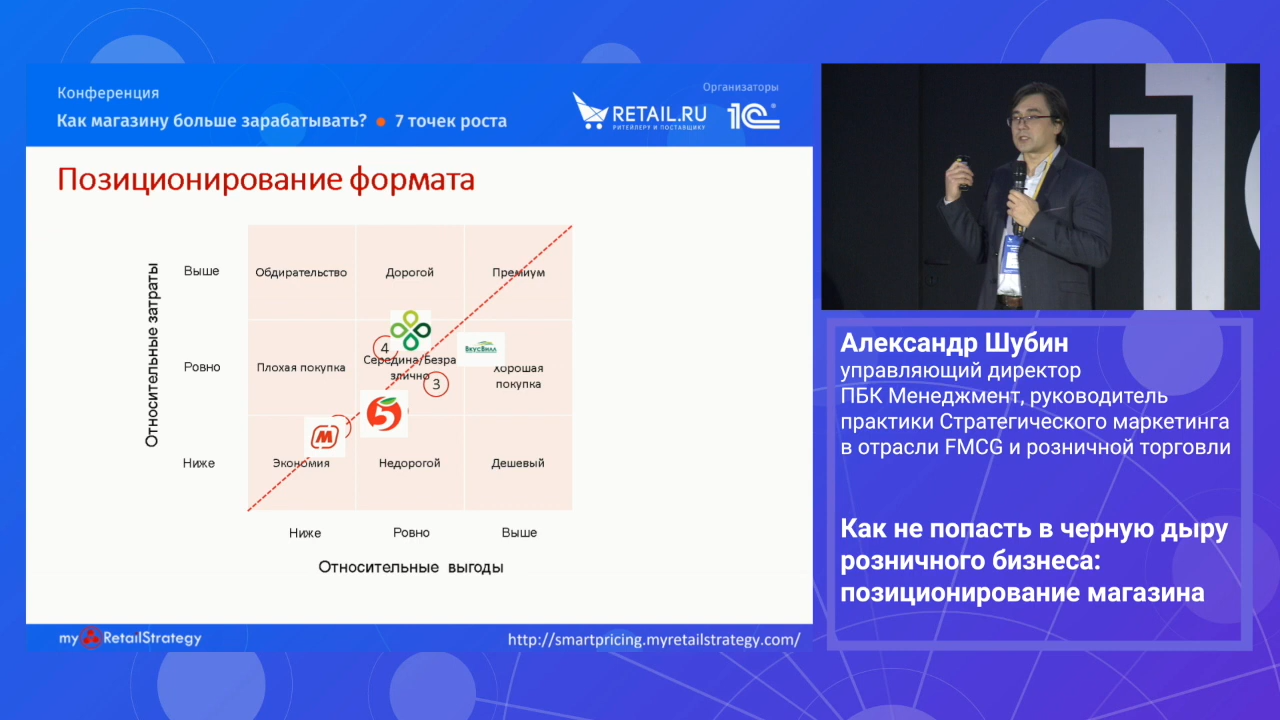 Конференция
Как магазину больше зарабатывать? • 7 точек роста
Организаторы
RETAIL.RU
РИТЕЙЛЕРУ И ПОСТАВЩИКУ
1С
Позиционирование формата
Относительные затраты
Выше
Ровно
Ниже
Обдирательство
Дорогой
Премиум
Плохая покупка
4
Середина/Безра
злично
3
ВкусВилл
Хорошая
покупка
5
М
Экономия
Недорогой
Дешевый
Ниже
Ровно
Выше
Относительные выгоды
my RetailStrategy
http://smartpricing.myretailstrategy.com/
Александр Шубин
управляющий директор
ПБК Менеджмент, руководитель
практики Стратегического маркетинга
в отрасли FMCG и розничной торговли
Как не попасть в черную дыру
розничного бизнеса:
позиционирование магазина